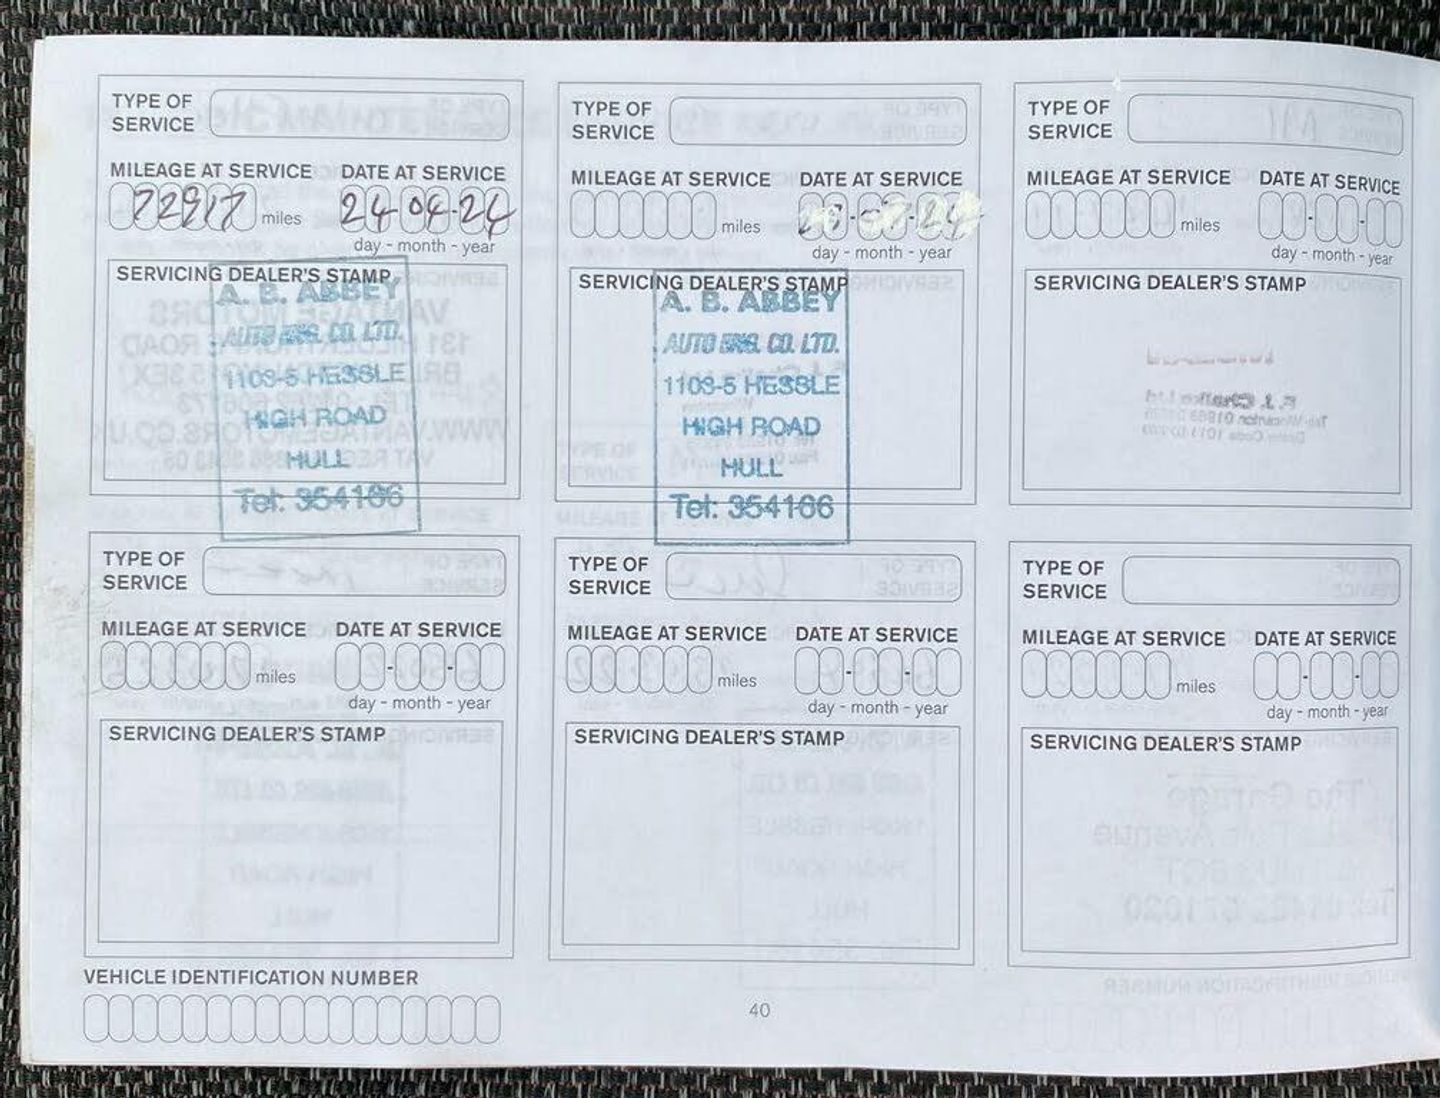 TYPE OF
SERVICE
MILEAGE AT SERVICE DATE AT SERVICE
72917 miles 24-04-24
day - month - year
SERVICING DEALER'S STAMP
A. B. ABBEY
AUTO ENG. CO. LTD.
1103-5 HESSLE
HIGH ROAD
HULL
Tel: 354166
TYPE OF
SERVICE
MILEAGE AT SERVICE DATE AT SERVICE
miles
day - month - year
SERVICING DEALER'S STAMP
A. B. ABBEY
AUTO ENG. CO. LTD.
1103-5 HESSLE
HIGH ROAD
HULL
Tel: 354166
TYPE OF
SERVICE
MILEAGE AT SERVICE DATE AT SERVICE
miles
day - month - year
SERVICING DEALER'S STAMP
TYPE OF
SERVICE
MILEAGE AT SERVICE DATE AT SERVICE
miles
day - month - year
SERVICING DEALER'S STAMP
TYPE OF
SERVICE
MILEAGE AT SERVICE DATE AT SERVICE
miles
day - month - year
SERVICING DEALER'S STAMP
TYPE OF
SERVICE
MILEAGE AT SERVICE DATE AT SERVICE
miles
day - month - year
SERVICING DEALER'S STAMP
VEHICLE IDENTIFICATION NUMBER
40